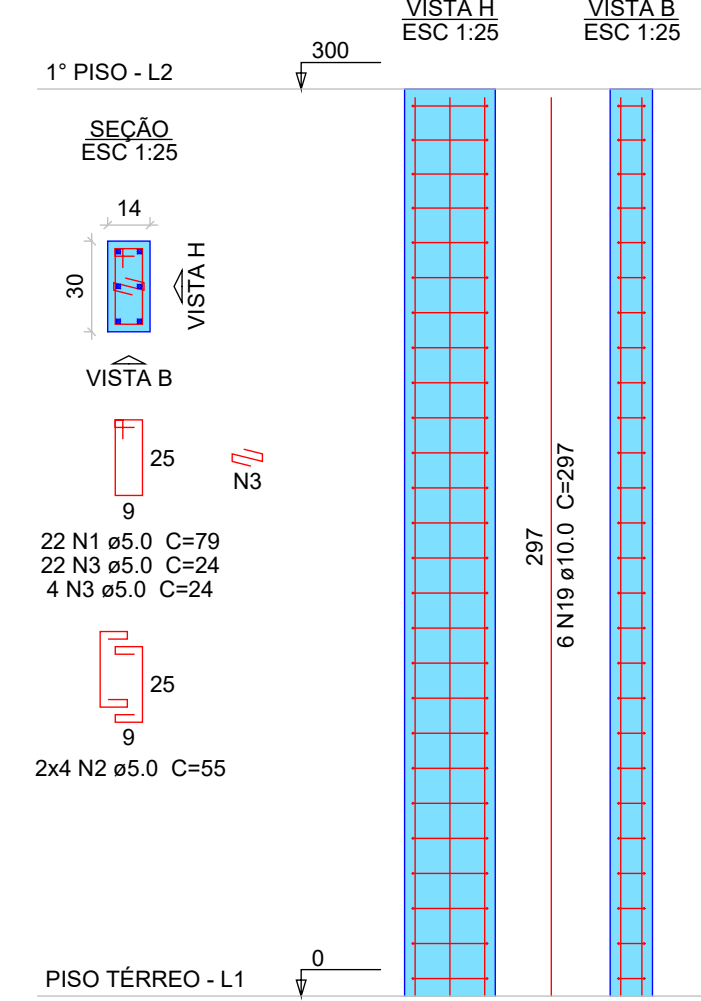 VISTA H
ESC 1:25
VISTA B
ESC 1:25
1° PISO - L2
300
SEÇÃO
ESC 1:25
14
30
VISTA H
VISTA B
25
9
N3
22 N1 ø5.0 C=79
22 N3 ø5.0 C=24
4 N3 ø5.0 C=24
25
9
2x4 N2 ø5.0 C=55
297
6 N19 ø10.0 C=297
PISO TÉRREO - L1
0